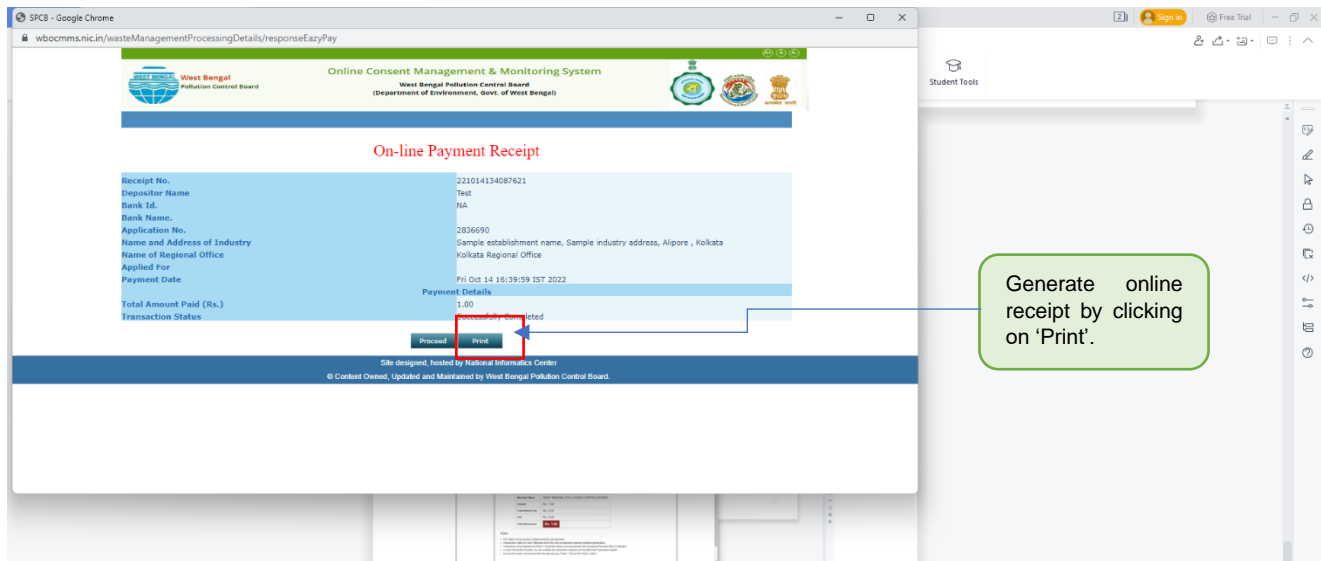 SPCB - Google Chrome
wbocmms.nic.in/wasteManagementProcessingDetails/responseEazyPay
Sign in
Free Trial
Student Tools
WEST BENGAL
West Bengal
Pollution Control Board
Online Consent Management & Monitoring System
West Bengal Pollution Control Board
(Department of Environment, Govt. of West Bengal)
On-line Payment Receipt
Receipt No. 221014134087621
Depositor Name Test
Bank Id. NA
Bank Name.
Application No. 2836690
Name and Address of Industry Sample establishment name, Sample industry address, Alipore , Kolkata
Name of Regional Office Kolkata Regional Office
Applied For
Payment Date Fri Oct 14 16:39:59 IST 2022
Payment Details
Total Amount Paid (Rs.) 1.00
Transaction Status Successfully Completed
Proceed Print
Site designed, hosted by National Informatics Center
© Content Owned, Updated and Maintained by West Bengal Pollution Control Board.
Generate online
receipt by clicking
on ‘Print’.